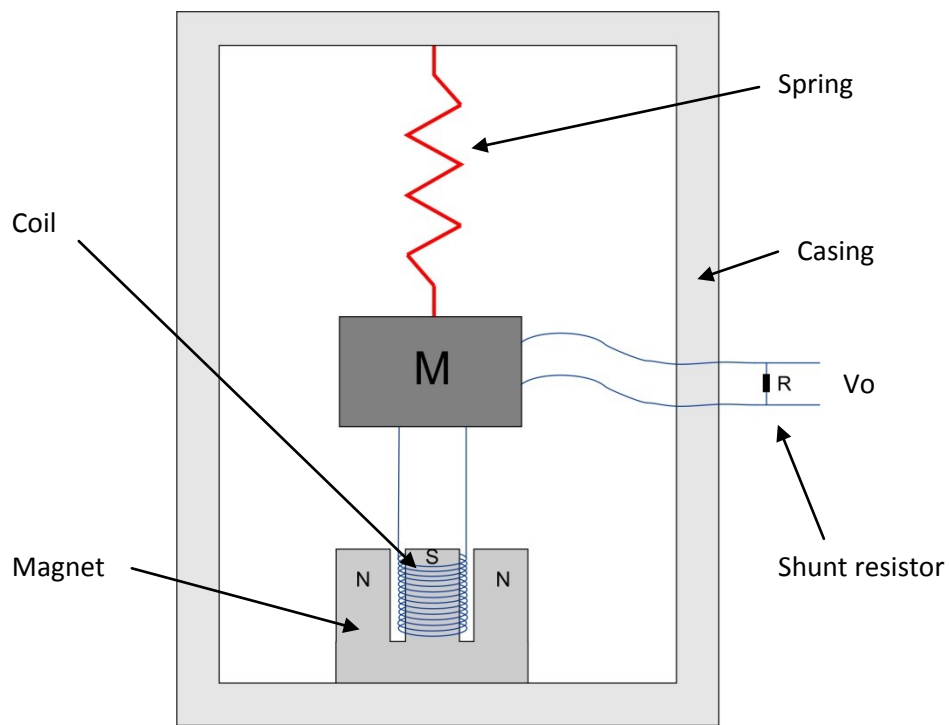 Spring
Coil
Casing
M
R
Vo
S
Magnet
N
N
Shunt resistor